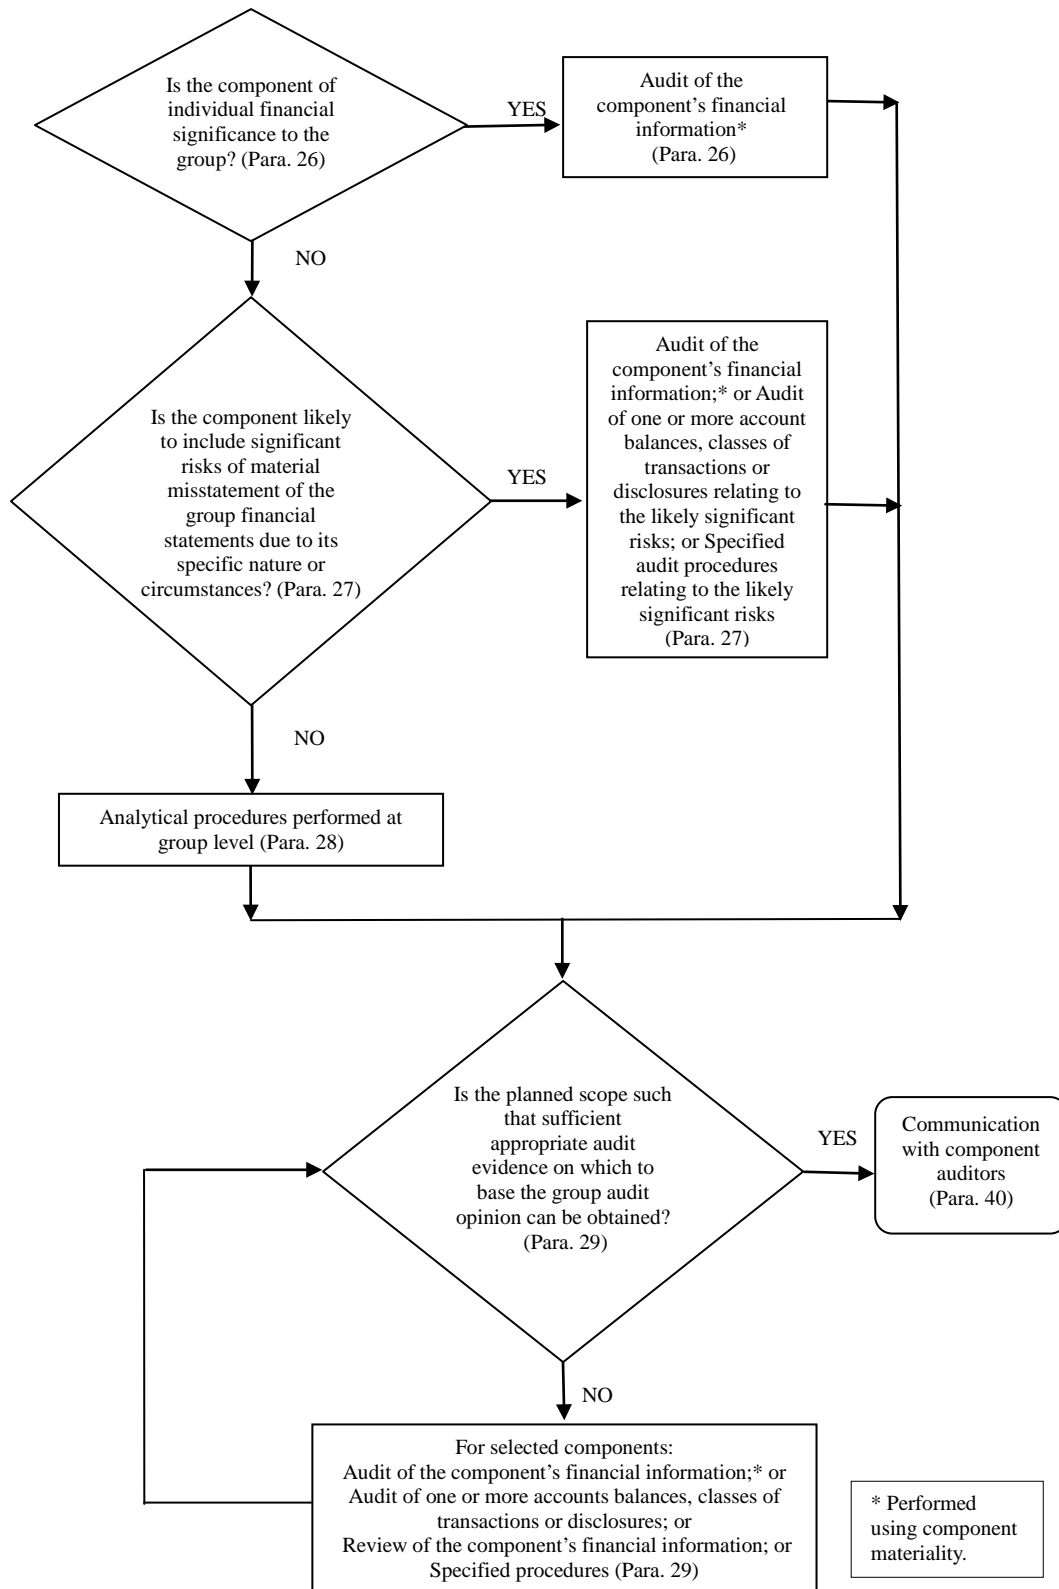 Is the component of
individual financial
significance to the
group? (Para. 26)
YES
Audit of the
component’s financial
information*
(Para. 26)
NO
Is the component likely
to include significant
risks of material
misstatement of the
group financial
statements due to its
specific nature or
circumstances? (Para. 27)
YES
Audit of the
component’s financial
information;* or Audit
of one or more account
balances, classes of
transactions or
disclosures relating to
the likely significant
risks; or Specified
audit procedures
relating to the likely
significant risks
(Para. 27)
NO
Analytical procedures performed at
group level (Para. 28)
Is the planned scope such
that sufficient
appropriate audit
evidence on which to
base the group audit
opinion can be obtained?
(Para. 29)
YES
Communication
with component
auditors
(Para. 40)
NO
For selected components:
Audit of the component’s financial information;* or
Audit of one or more accounts balances, classes of
transactions or disclosures; or
Review of the component’s financial information; or
Specified procedures (Para. 29)
* Performed
using component
materiality.